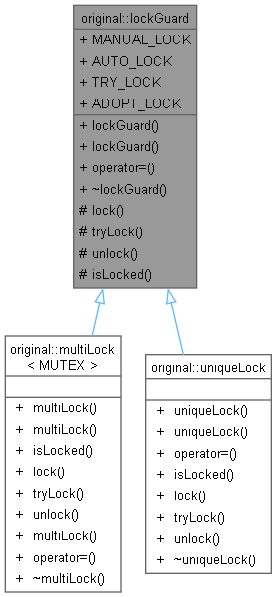 original::lockGuard
+ MANUAL_LOCK
+ AUTO_LOCK
+ TRY_LOCK
+ ADOPT_LOCK
+ lockGuard()
+ lockGuard()
+ operator=()
+ ~lockGuard()
# lock()
# tryLock()
# unlock()
# isLocked()
original::multiLock
< MUTEX >
+ multiLock()
+ multiLock()
+ isLocked()
+ lock()
+ tryLock()
+ unlock()
+ multiLock()
+ operator=()
+ ~multiLock()
original::uniqueLock
+ uniqueLock()
+ uniqueLock()
+ operator=()
+ isLocked()
+ lock()
+ tryLock()
+ unlock()
+ ~uniqueLock()